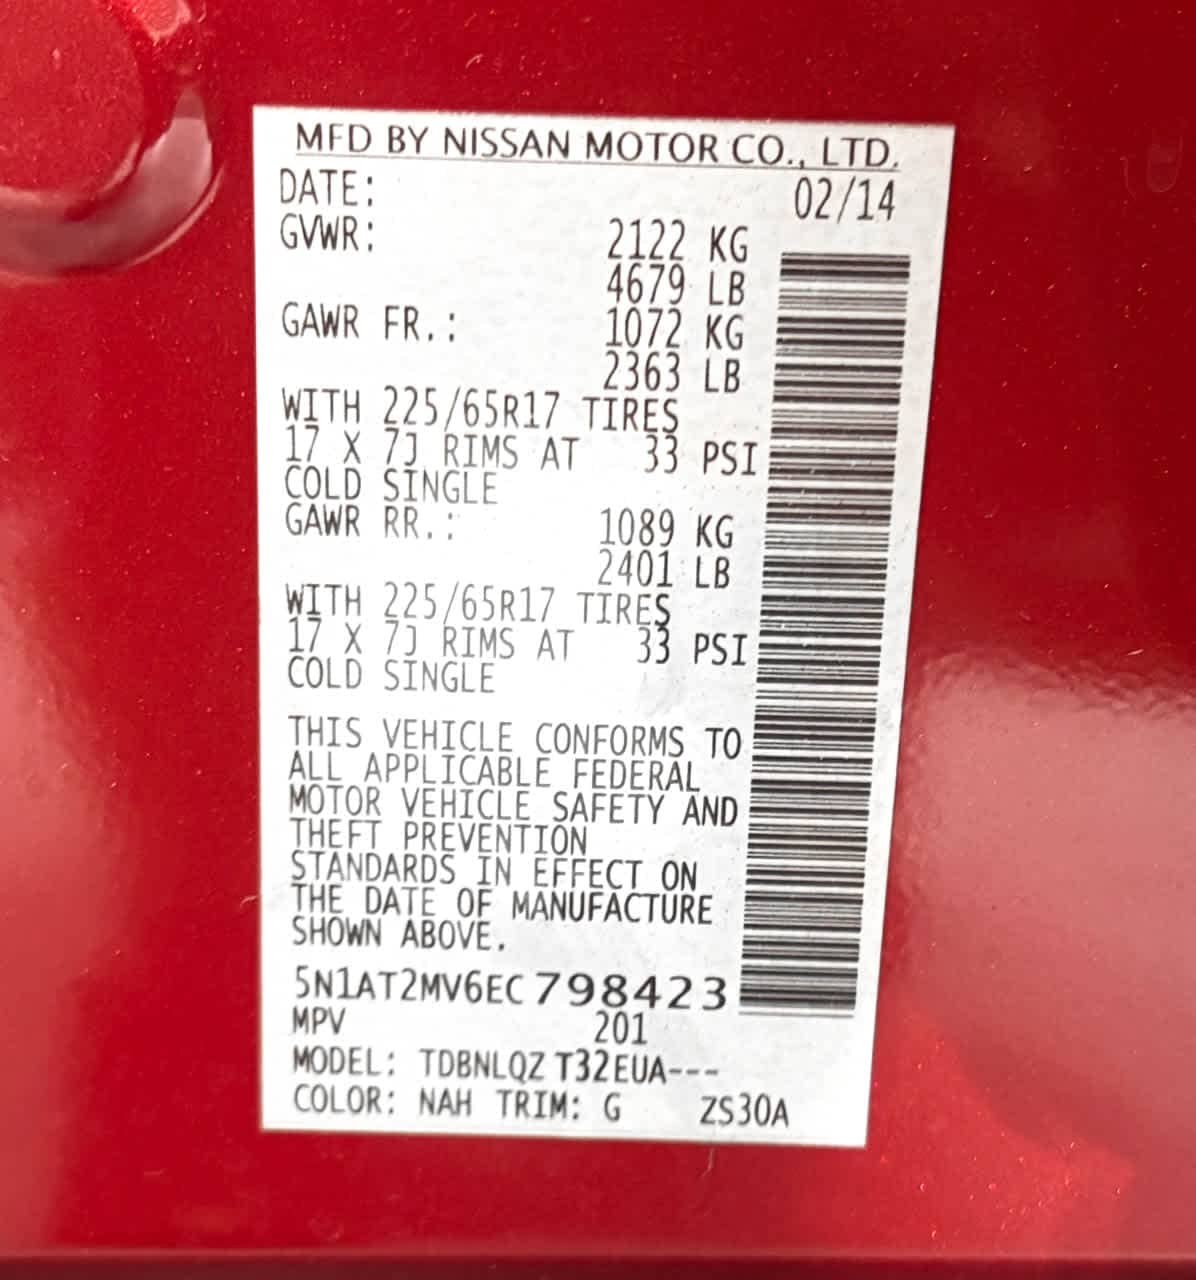 MFD BY NISSAN MOTOR CO., LTD.
DATE: 02/14
GVWR: 2122 KG
4679 LB
GAWR FR.: 1072 KG
2363 LB
WITH 225/65R17 TIRES
17 X 7J RIMS AT 33 PSI
COLD SINGLE
GAWR RR.: 1089 KG
2401 LB
WITH 225/65R17 TIRES
17 X 7J RIMS AT 33 PSI
COLD SINGLE
THIS VEHICLE CONFORMS TO
ALL APPLICABLE FEDERAL
MOTOR VEHICLE SAFETY AND
THEFT PREVENTION
STANDARDS IN EFFECT ON
THE DATE OF MANUFACTURE
SHOWN ABOVE.
5N1AT2MV6EC798423
MPV 201
MODEL: TDBNLQZ T32EUA---
COLOR: NAH TRIM: G ZS30A